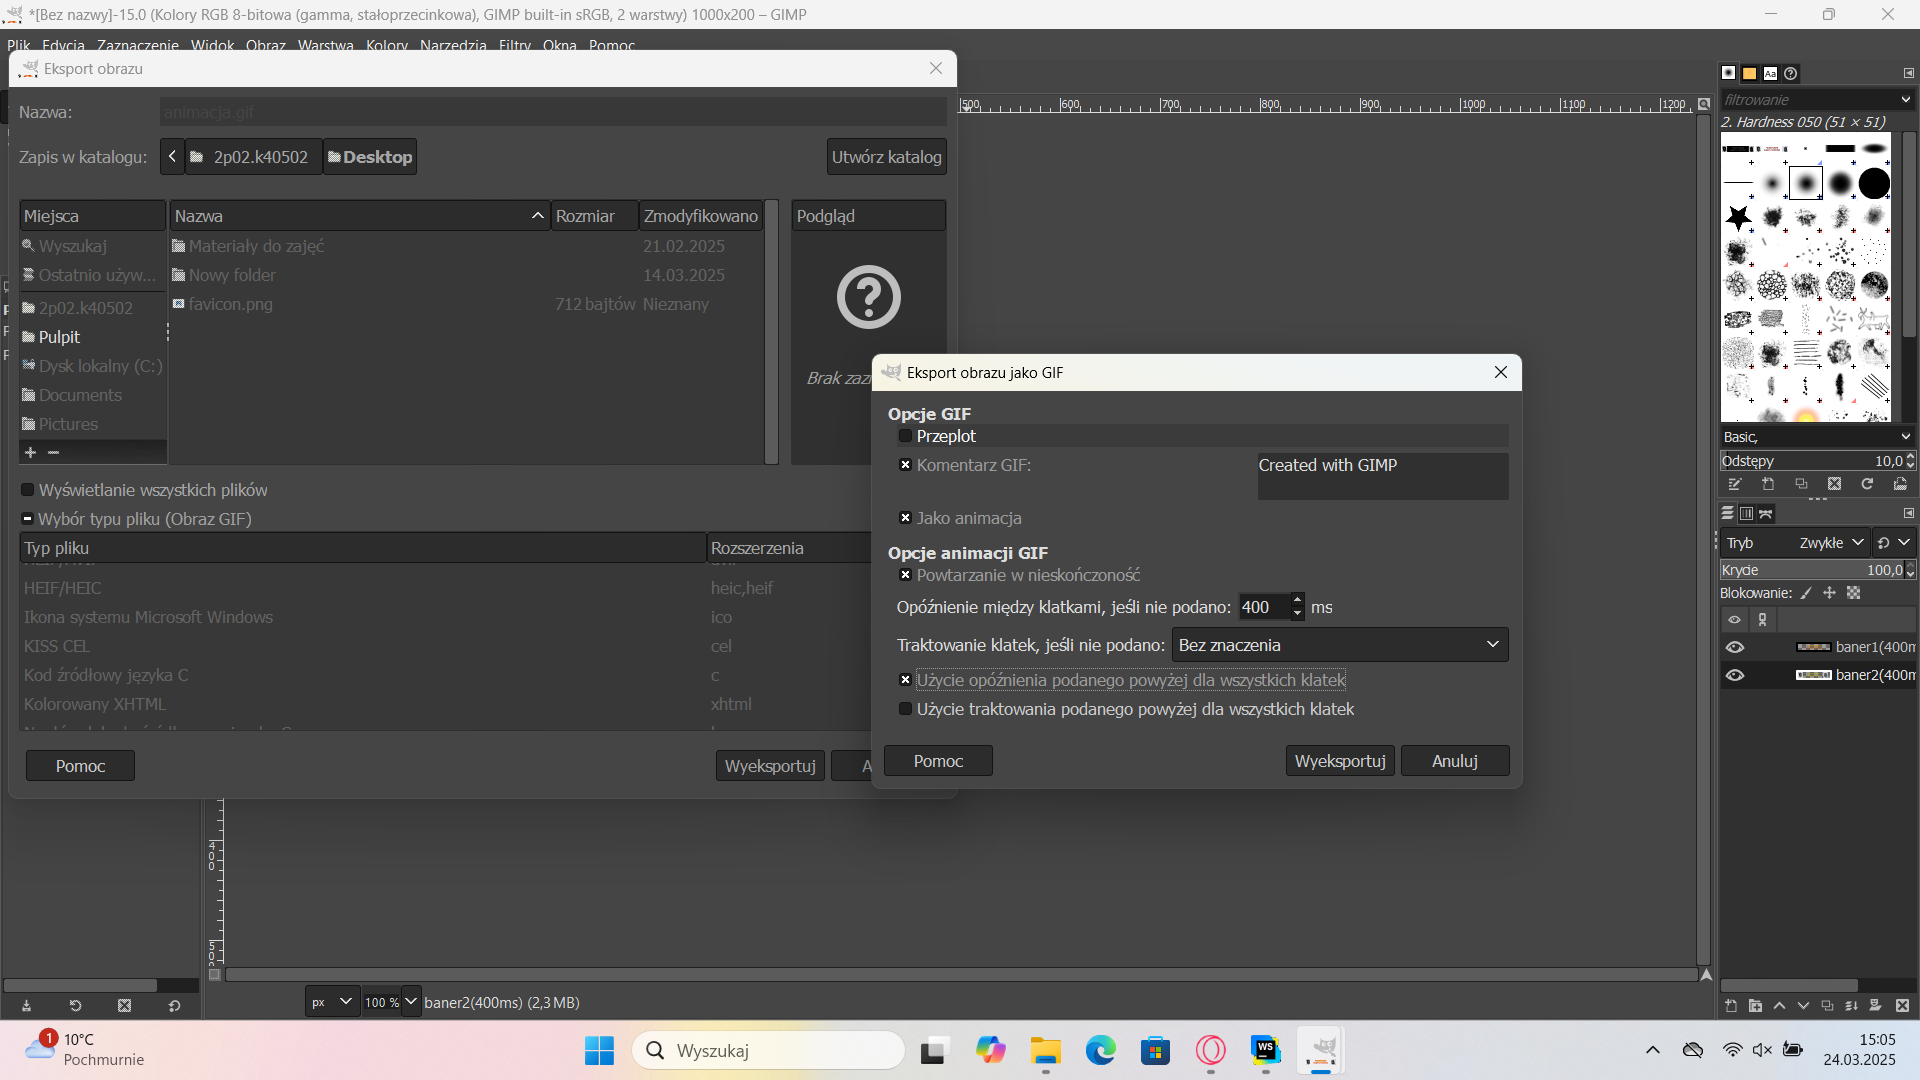 *[Bez nazwy]-15.0 (Kolory RGB 8-bitowa (gamma, stałoprzecinkowa), GIMP built-in sRGB, 2 warstwy) 1000x200 – GIMP
Plik Edycja Zaznaczenie Widok Obraz Warstwa Kolory Narzędzia Filtry Okna Pomoc
Eksport obrazu
Nazwa: animacja.gif
Zapis w katalogu: 2p02.k40502 Desktop Utwórz katalog
Miejsca
Wyszukaj
Ostatnio używ...
2p02.k40502
Pulpit
Dysk lokalny (C:)
Documents
Pictures
Nazwa Rozmiar Zmodyfikowano
Materiały do zajęć 21.02.2025
Nowy folder 14.03.2025
favicon.png 712 bajtów Nieznany
Podgląd
Wyświetlanie wszystkich plików
Wybór typu pliku (Obraz GIF)
Typ pliku Rozszerzenia
HEIF/HEIC heic,heif
Ikona systemu Microsoft Windows ico
KISS CEL cel
Kod źródłowy języka C c
Kolorowany XHTML xhtml
Pomoc Wyeksportuj
Eksport obrazu jako GIF
Opcje GIF
Przeplot
Komentarz GIF: Created with GIMP
Jako animacja
Opcje animacji GIF
Powtarzanie w nieskończoność
Opóźnienie między klatkami, jeśli nie podano: 400 ms
Traktowanie klatek, jeśli nie podano: Bez znaczenia
Użycie opóźnienia podanego powyżej dla wszystkich klatek
Użycie traktowania podanego powyżej dla wszystkich klatek
Pomoc Wyeksportuj Anuluj
500 600 700 800 900 1000 1100 1200
400
px 100 % baner2(400ms) (2,3 MB)
Aa
filtrowanie
2. Hardness 050 (51 × 51)
Basic,
Odstępy 10,0
Tryb Zwykłe
Krycie 100,0
Blokowanie:
baner1(400m
baner2(400m
1
10°C
Pochmurnie
Wyszukaj
WS
15:05
24.03.2025